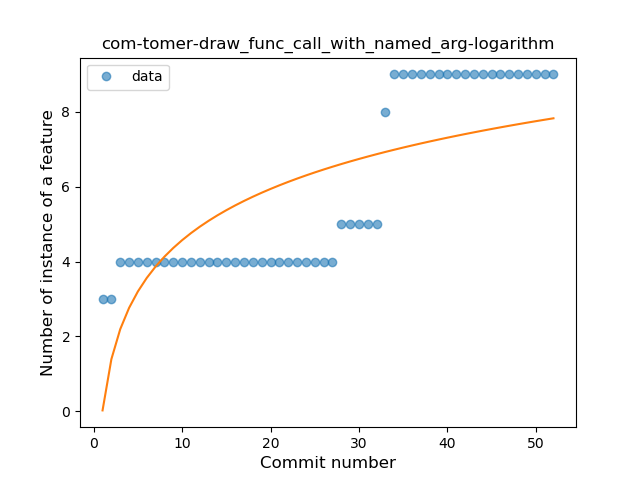 com-tomer-draw_func_call_with_named_arg-logarithm
data
Number of instance of a feature
8
6
4
2
0
0 10 20 30 40 50
Commit number